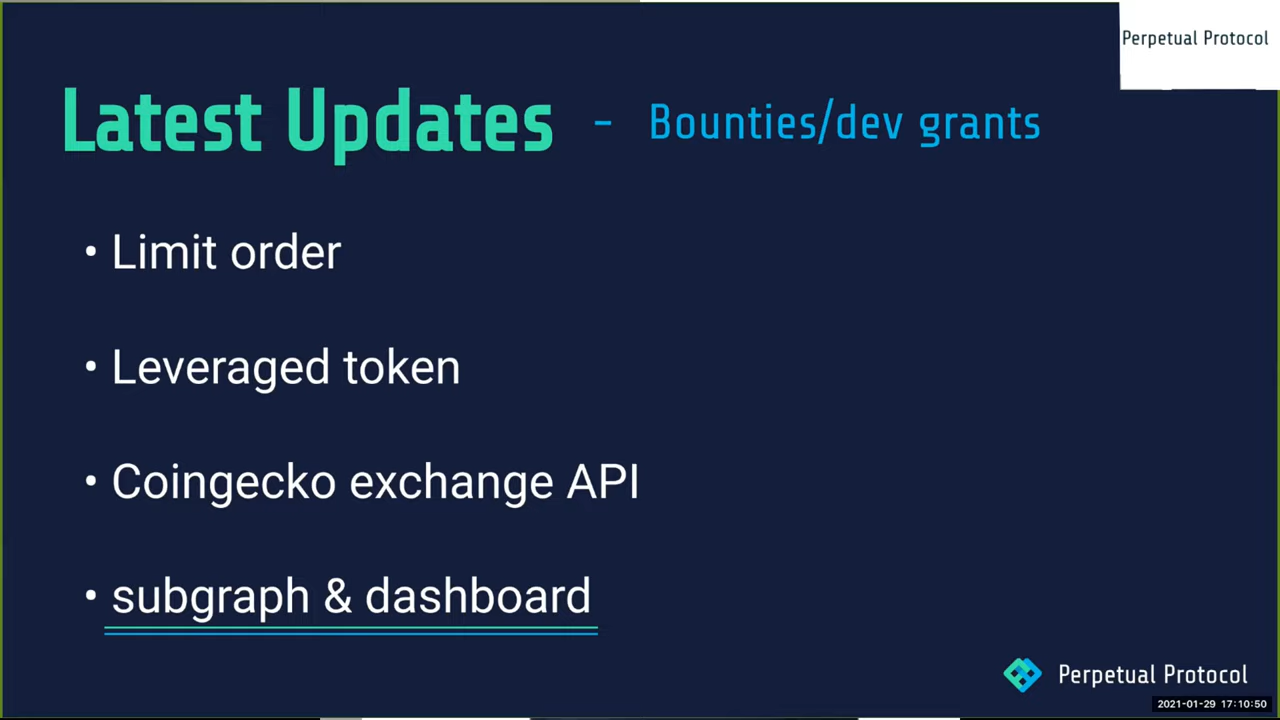 Perpetual Protocol
Latest Updates - Bounties/dev grants
• Limit order
• Leveraged token
• Coingecko exchange API
• subgraph & dashboard
Perpetual Protocol
2021-01-29 17:10:50